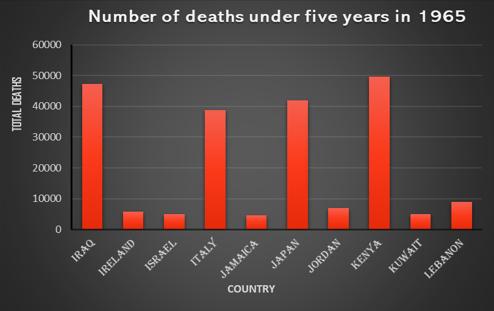 Number of deaths under five years in 1965
TOTAL DEATHS
60000
50000
40000
30000
20000
10000
0
IRAQ
IRELAND
ISRAEL
ITALY
JAMAICA
JAPAN
JORDAN
KENYA
KUWAIT
LEBANON
COUNTRY